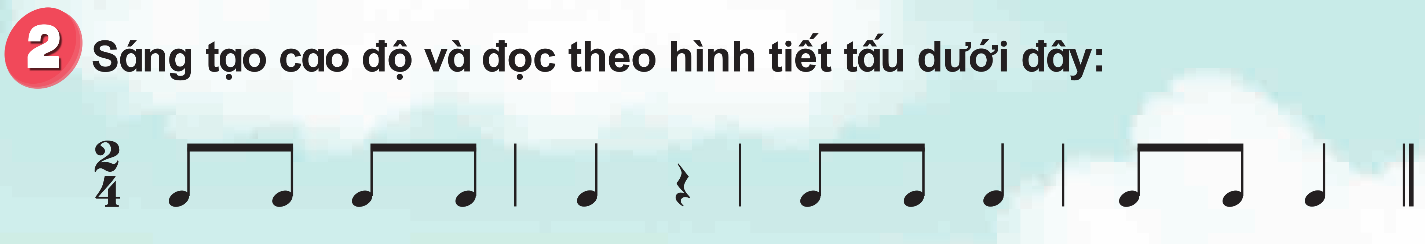 2 Sáng tạo cao độ và đọc theo hình tiết tấu dưới đây:
2
4